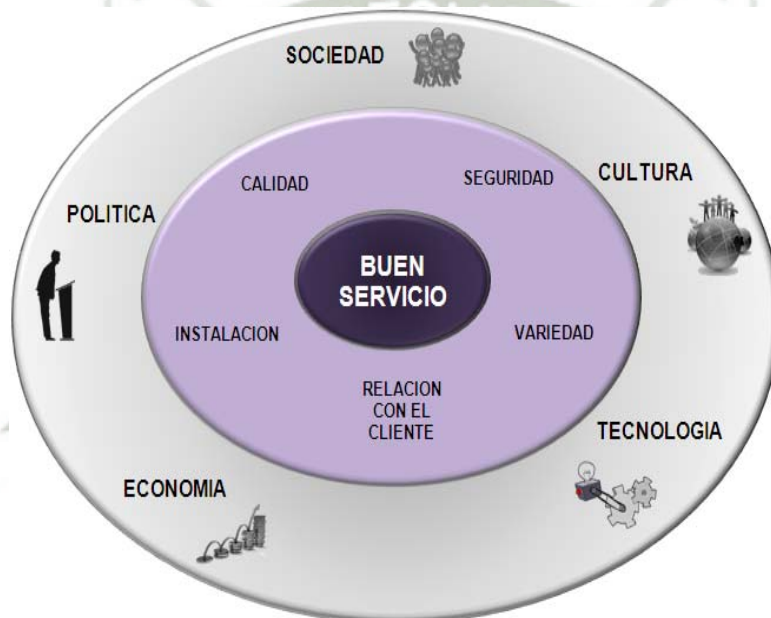 SOCIEDAD
CULTURA
POLITICA
CALIDAD
SEGURIDAD
BUEN
SERVICIO
INSTALACION
VARIEDAD
RELACION
CON EL
CLIENTE
TECNOLOGIA
ECONOMIA